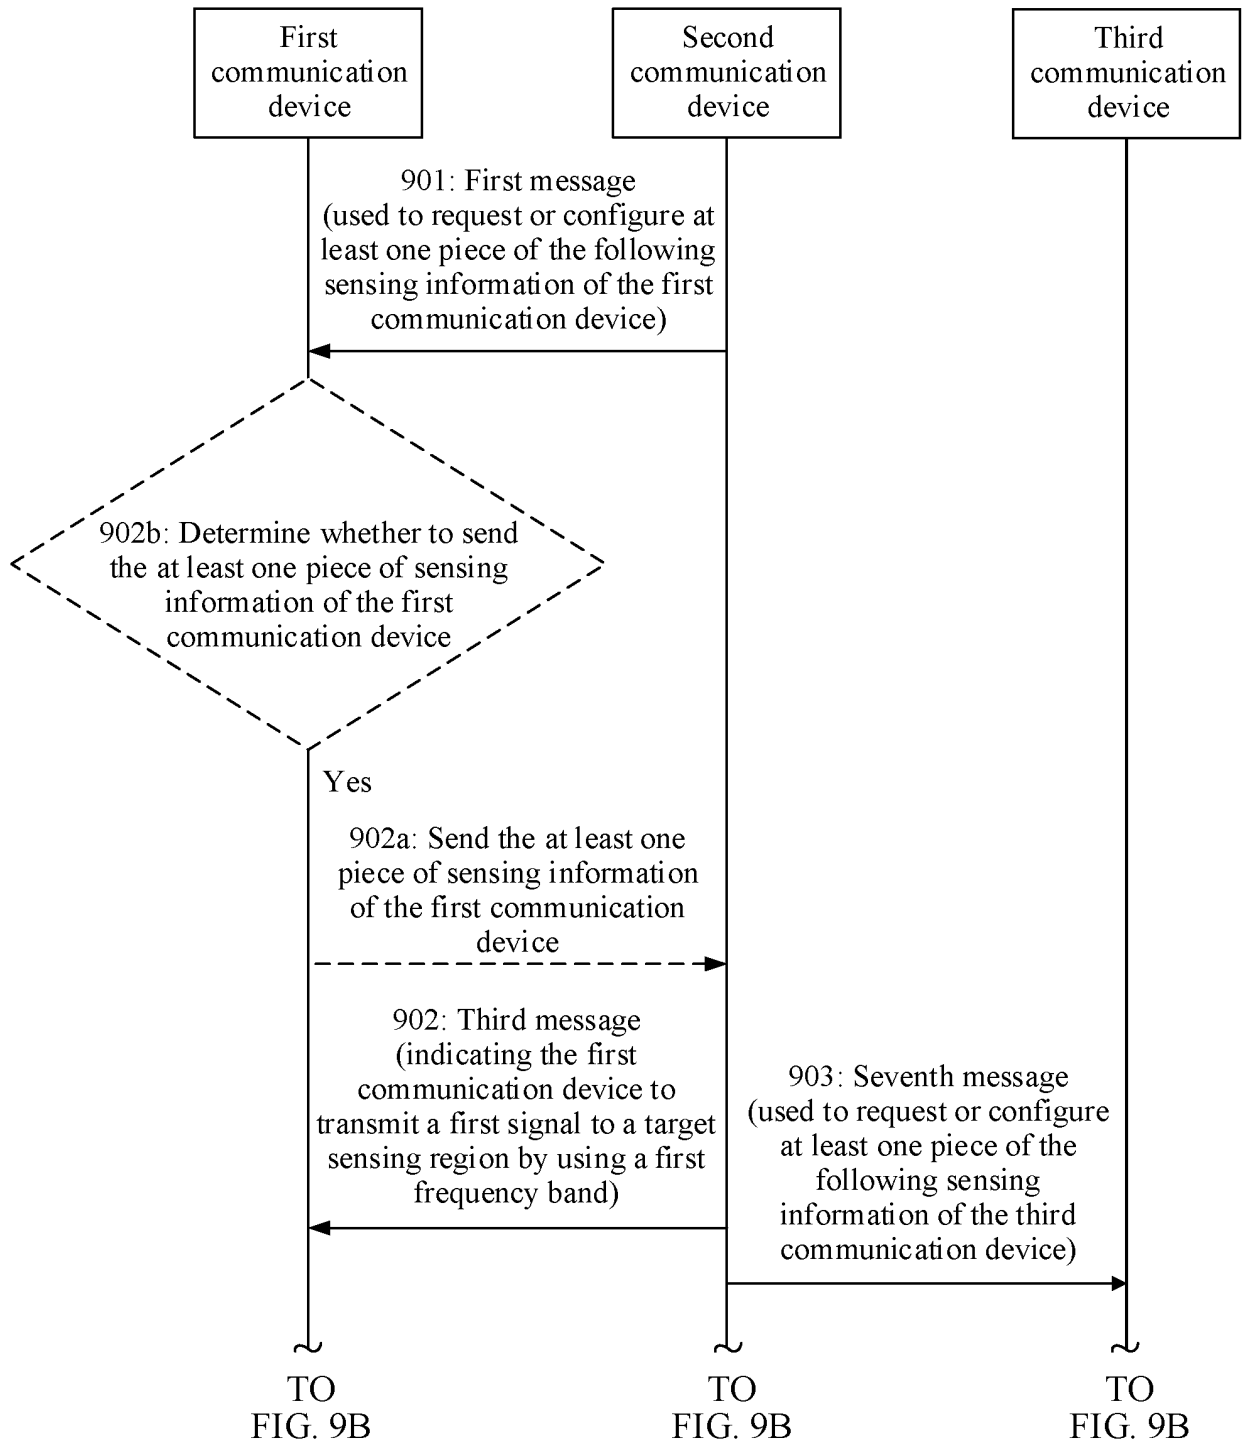 First
communication
device
Second
communication
device
Third
communication
device
901: First message
(used to request or configure at
least one piece of the following
sensing information of the first
communication device)
902b: Determine whether to send
the at least one piece of sensing
information of the first
communication device
Yes
902a: Send the at least one
piece of sensing information
of the first communication
device
902: Third message
(indicating the first
communication device to
transmit a first signal to a target
sensing region by using a first
frequency band)
903: Seventh message
(used to request or configure
at least one piece of the
following sensing
information of the third
communication device)
TO
FIG. 9B
TO
FIG. 9B
TO
FIG. 9B